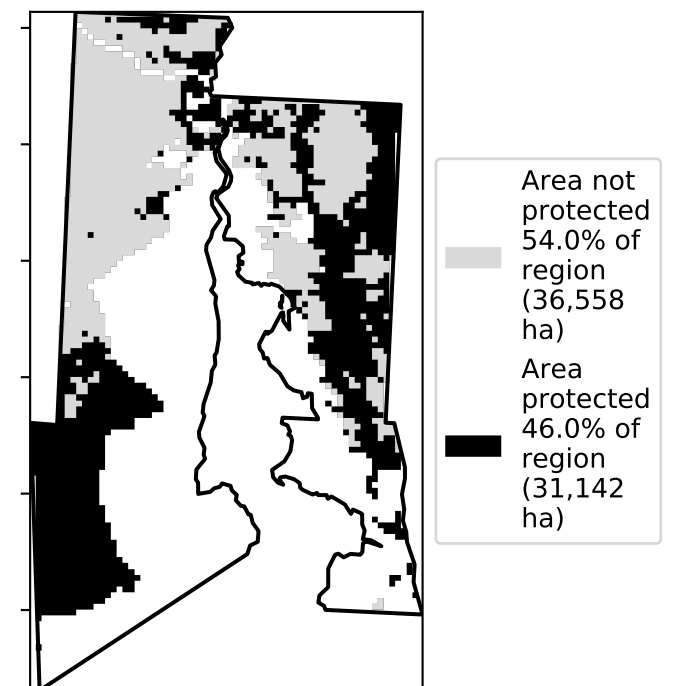 Area not
protected
54.0% of
region
(36,558
ha)
Area
protected
46.0% of
region
(31,142
ha)